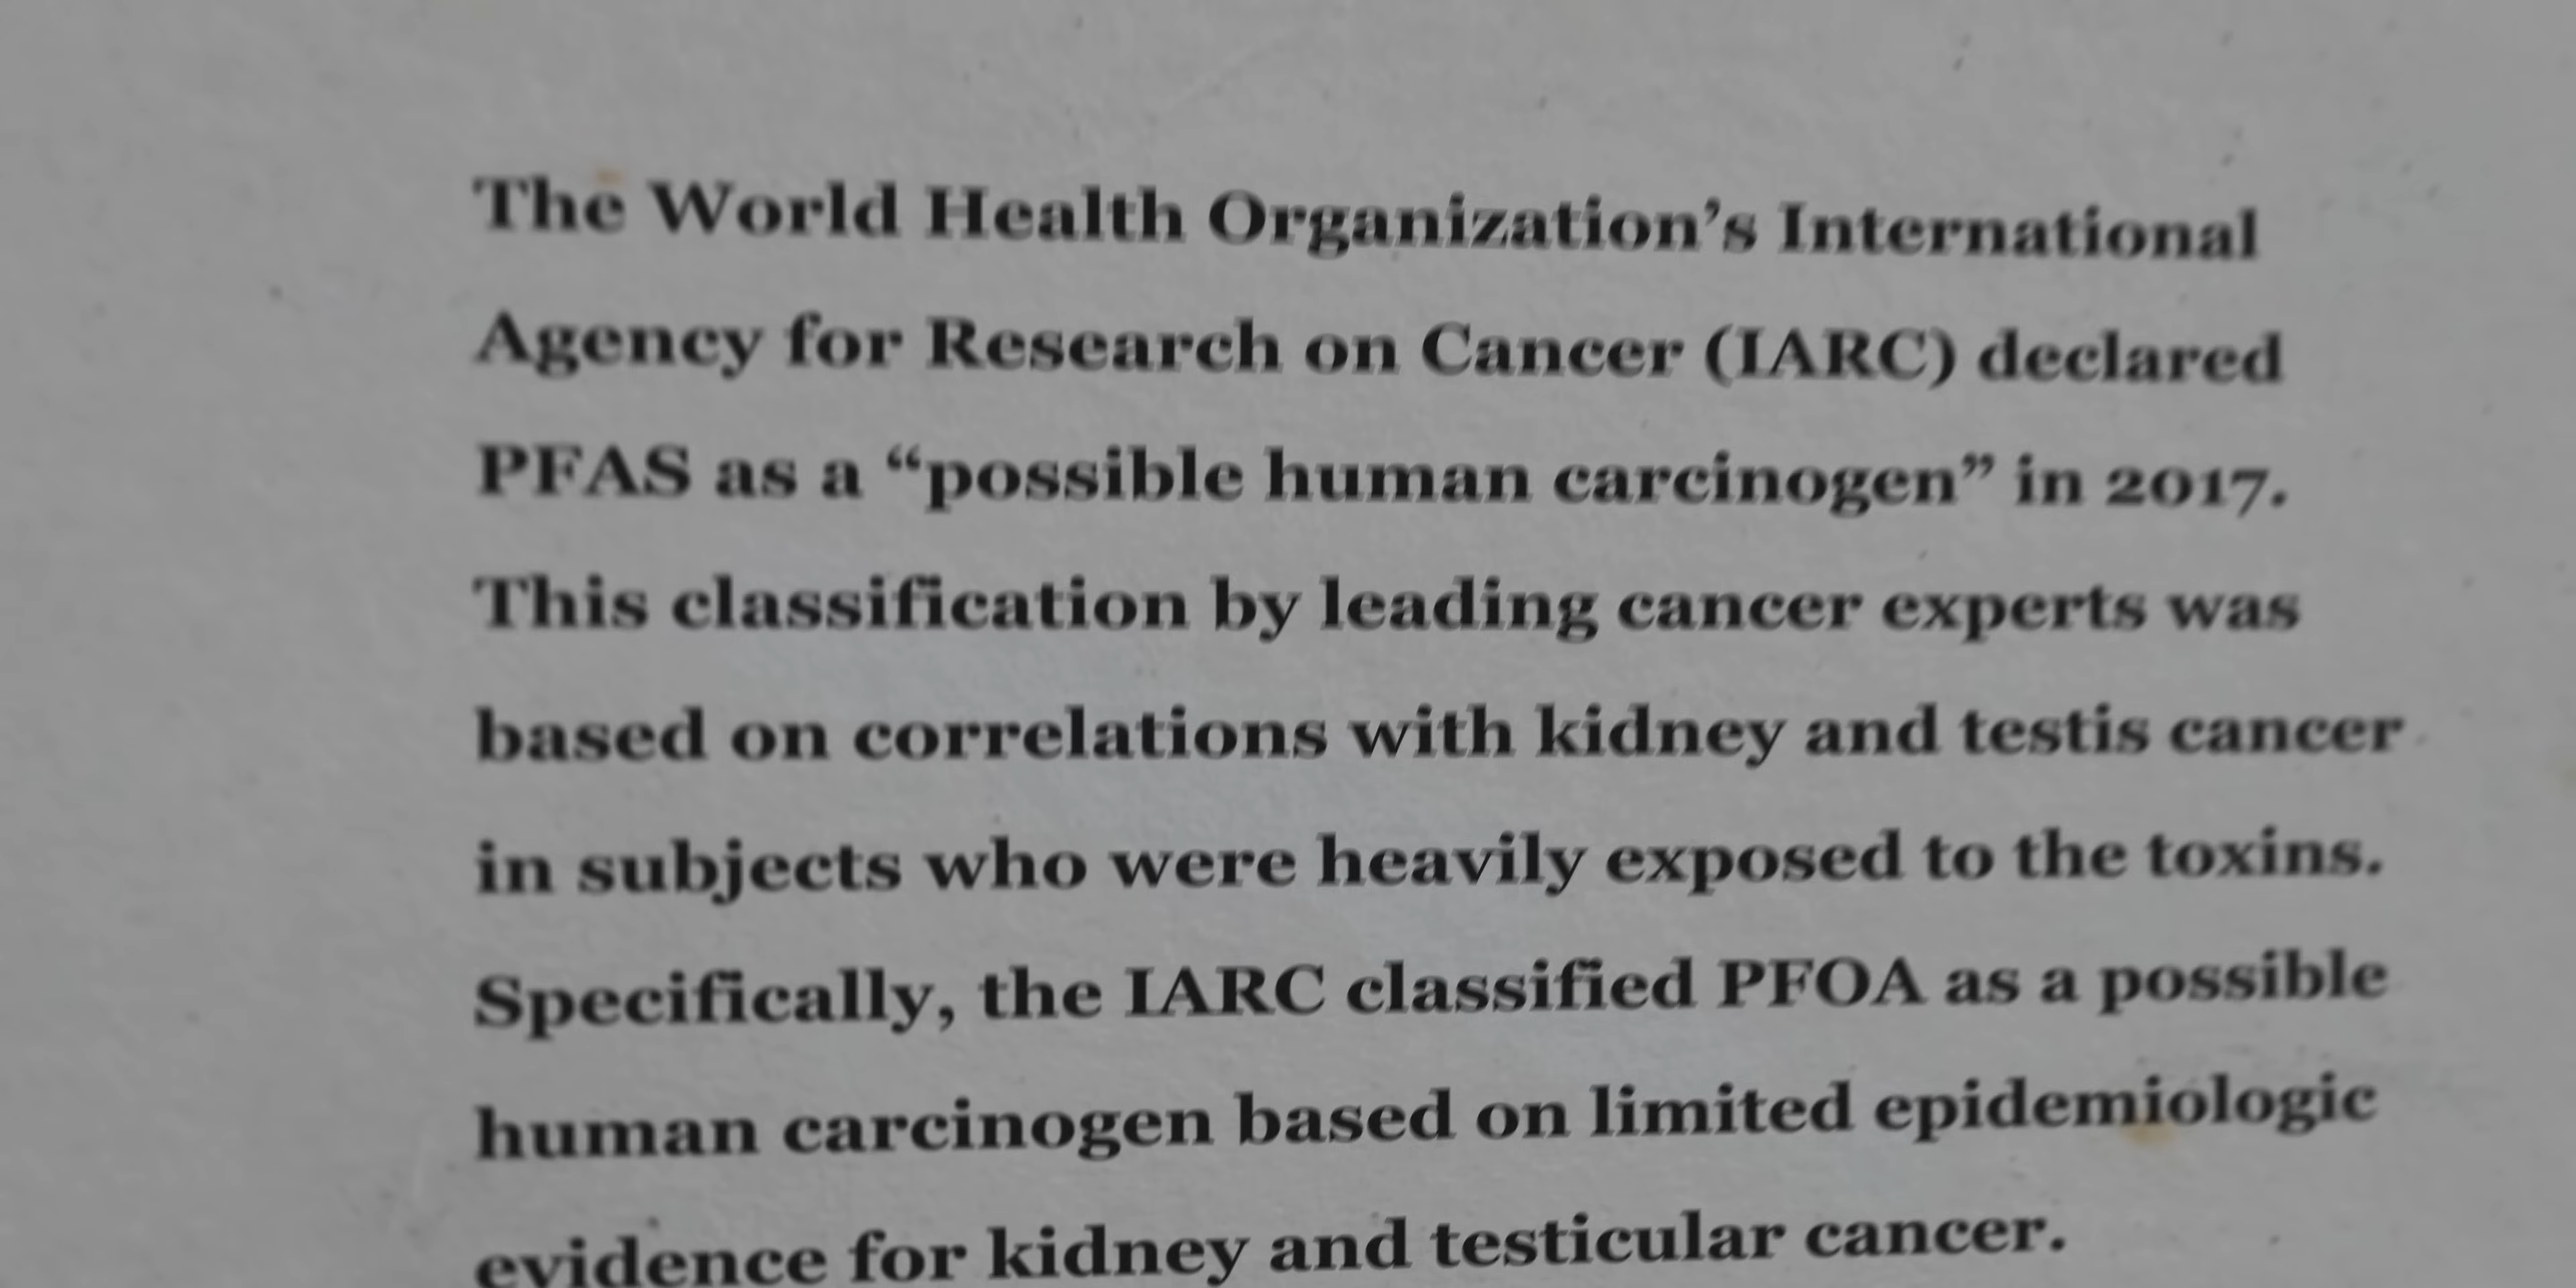 The World Health Organization’s International
Agency for Research on Cancer (IARC) declared
PFAS as a “possible human carcinogen” in 2017.
This classification by leading cancer experts was
based on correlations with kidney and testis cancer
in subjects who were heavily exposed to the toxins.
Specifically, the IARC classified PFOA as a possible
human carcinogen based on limited epidemiologic
evidence for kidney and testicular cancer.